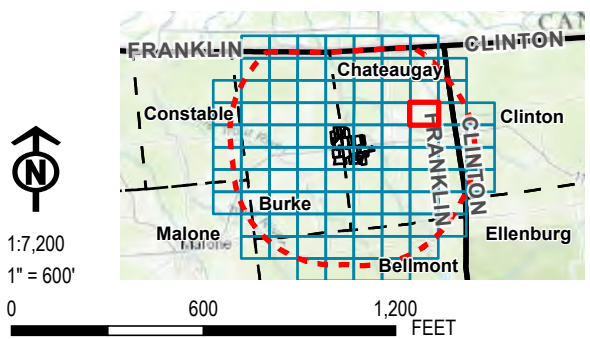 CAN
FRANKLIN
CLINTON
Chateaugay
Constable
Clinton
FRANKLIN
CLINTON
Burke
Malone
Malone
Ellenburg
Bellmont
N
1:7,200
1" = 600'
0 600 1,200
FEET